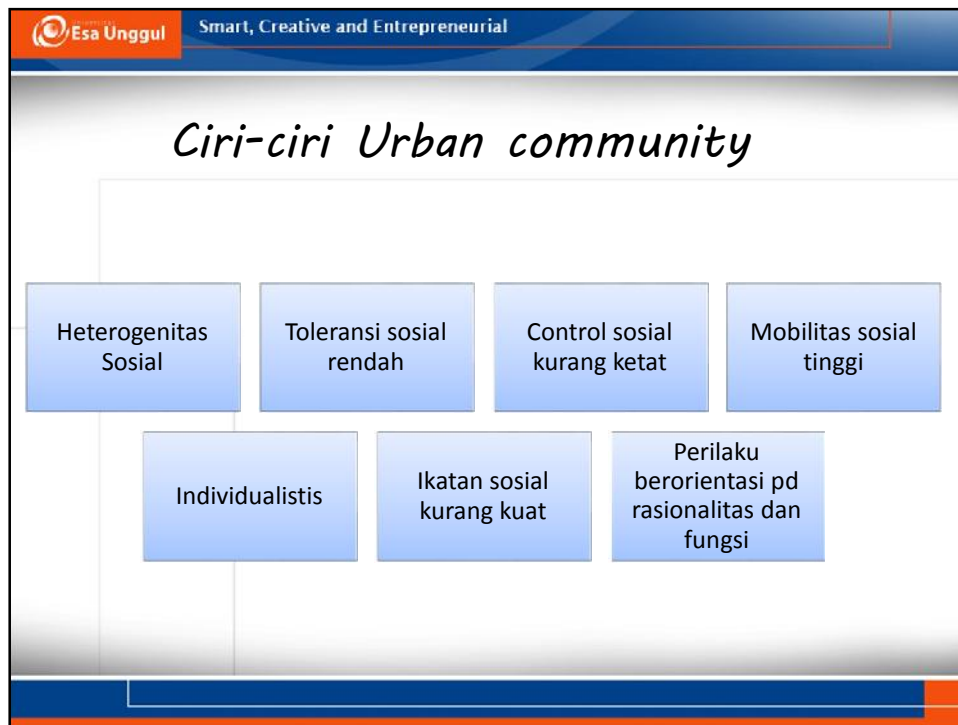 UNIVERSITAS
Esa Unggul
Smart, Creative and Entrepreneurial
Ciri-ciri Urban community
Heterogenitas
Sosial
Toleransi sosial
rendah
Control sosial
kurang ketat
Mobilitas sosial
tinggi
Individualistis
Ikatan sosial
kurang kuat
Perilaku
berorientasi pd
rasionalitas dan
fungsi